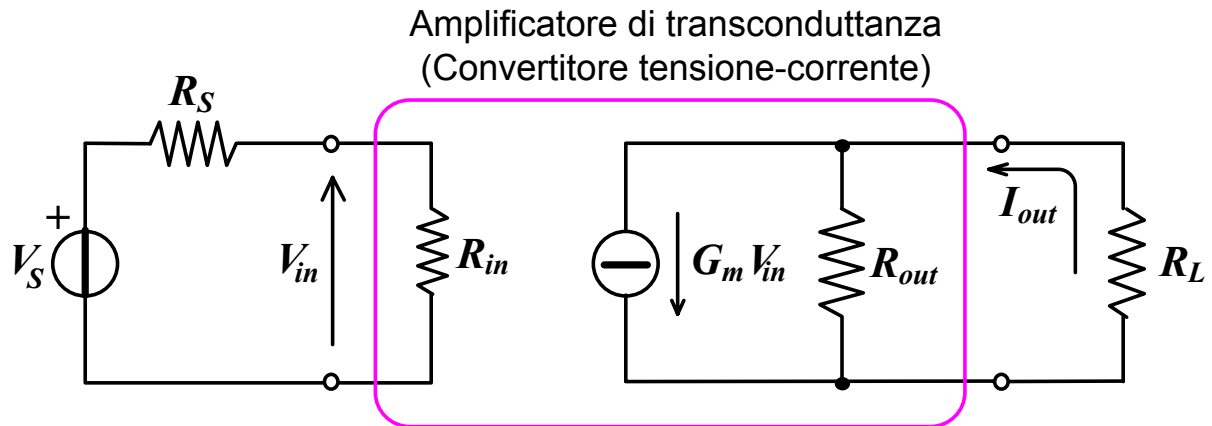 Amplificatore di transconduttanza
(Convertitore tensione-corrente)
R_S
+
V_S
V_in
R_in
G_m V_in
R_out
I_out
R_L